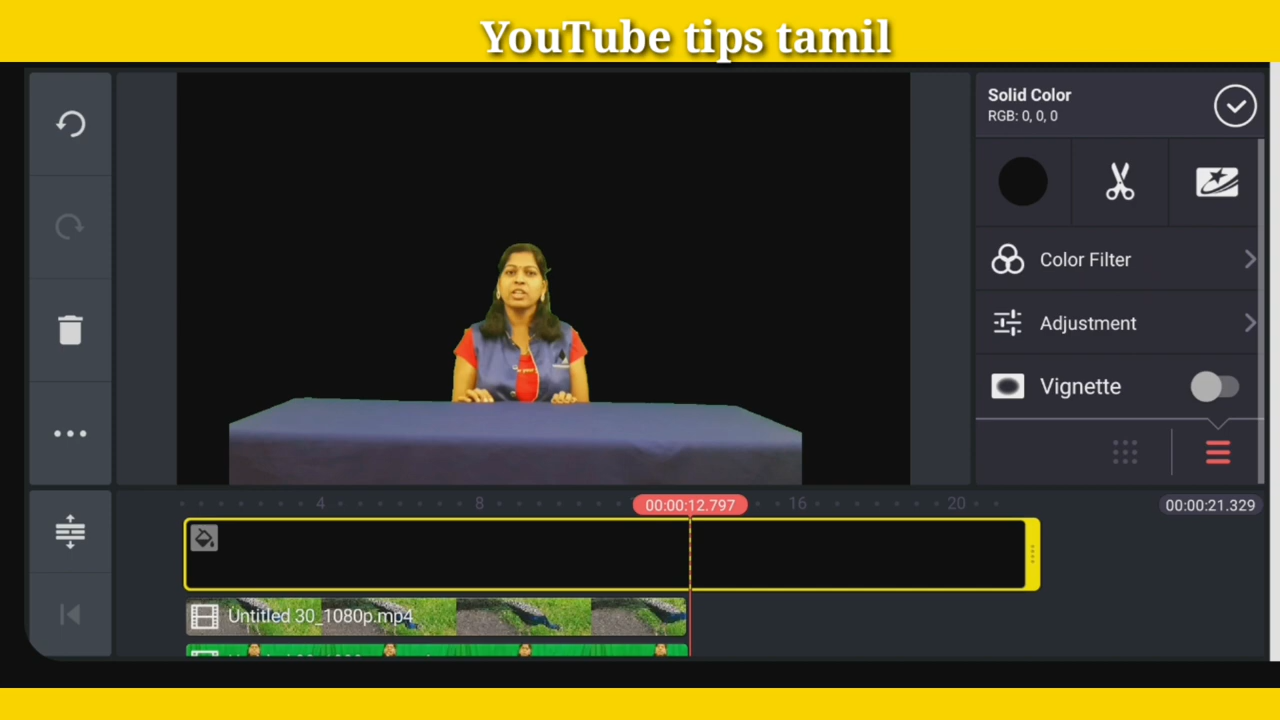 YouTube tips tamil
Solid Color
RGB: 0, 0, 0
Color Filter
Adjustment
Vignette
4
8
00:00:12.797
16
20
00:00:21.329
Untitled 30_1080p.mp4